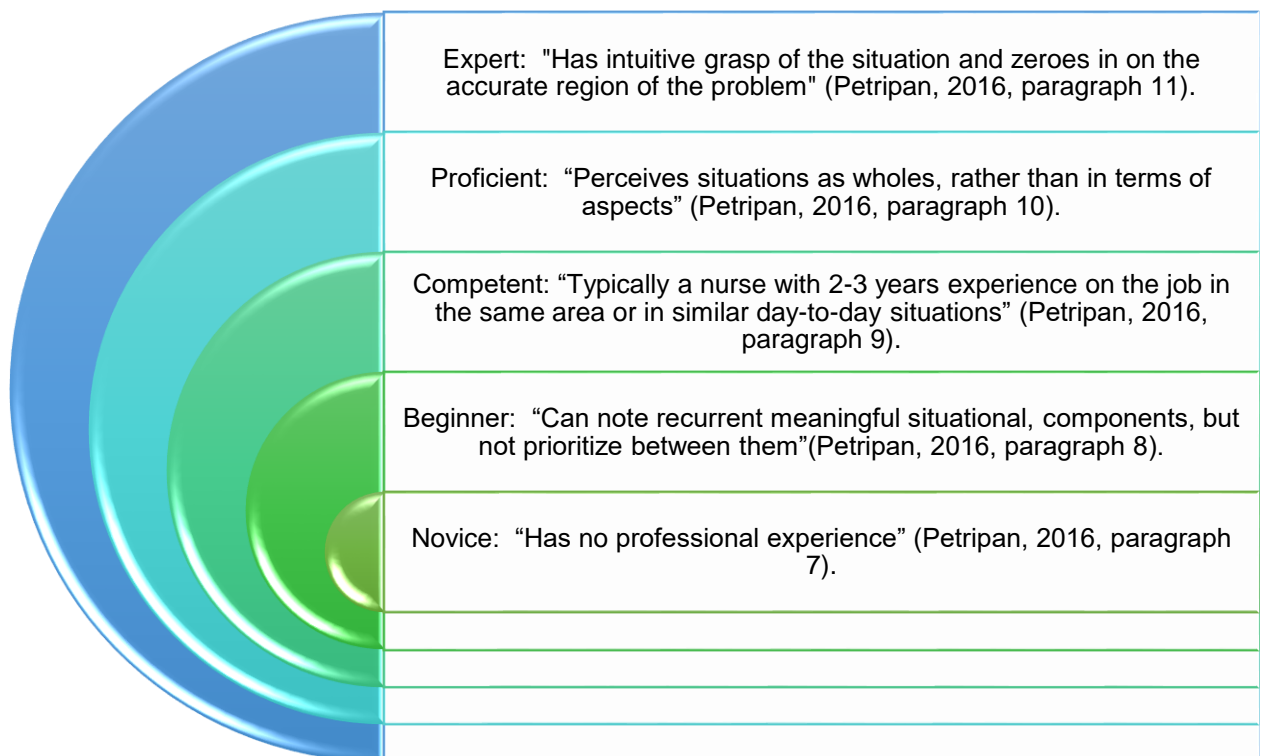 Expert:  "Has intuitive grasp of the situation and zeroes in on the
accurate region of the problem" (Petripan, 2016, paragraph 11).
Proficient:  “Perceives situations as wholes, rather than in terms of
aspects” (Petripan, 2016, paragraph 10).
Competent: “Typically a nurse with 2-3 years experience on the job in
the same area or in similar day-to-day situations” (Petripan, 2016,
paragraph 9).
Beginner:  “Can note recurrent meaningful situational, components, but
not prioritize between them”(Petripan, 2016, paragraph 8).
Novice:  “Has no professional experience” (Petripan, 2016, paragraph
7).